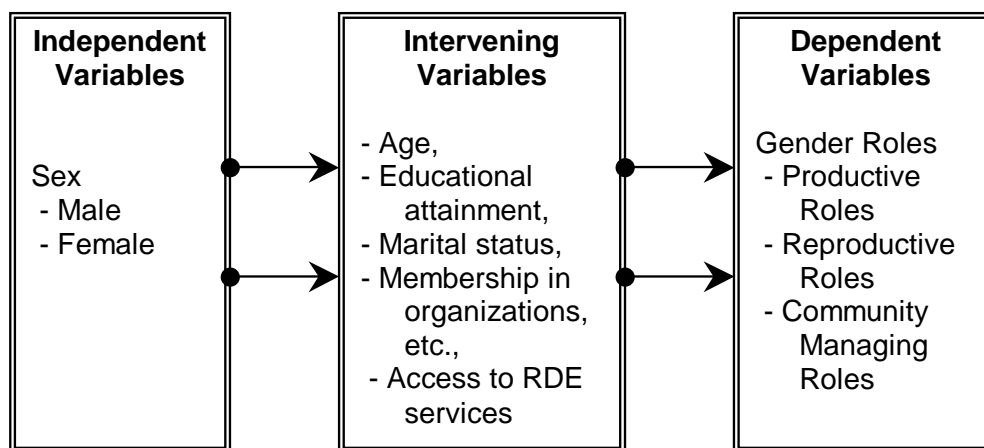 Independent
Variables
Sex
- Male
- Female
Intervening
Variables
- Age,
- Educational
attainment,
- Marital status,
- Membership in
organizations,
etc.,
- Access to RDE
services
Dependent
Variables
Gender Roles
- Productive
Roles
- Reproductive
Roles
- Community
Managing
Roles